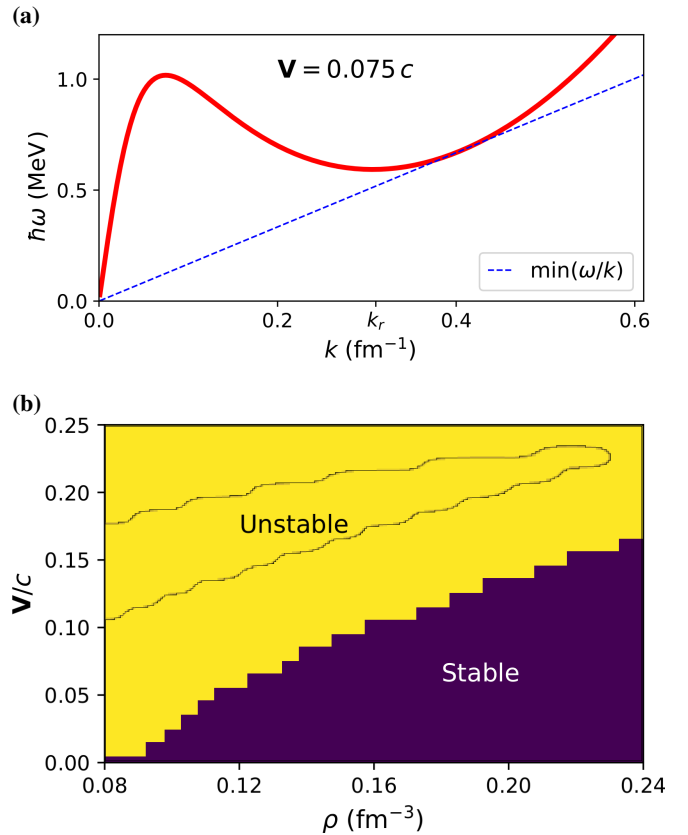 (a)
V = 0.075 c
1.0
0.5
0.0
ħω (MeV)
min(ω/k)
0.0
0.2
k_r
0.4
0.6
k (fm⁻¹)
(b)
0.25
0.20
0.15
0.10
0.05
0.00
V/c
Unstable
Stable
0.08
0.12
0.16
0.20
0.24
ρ (fm⁻³)